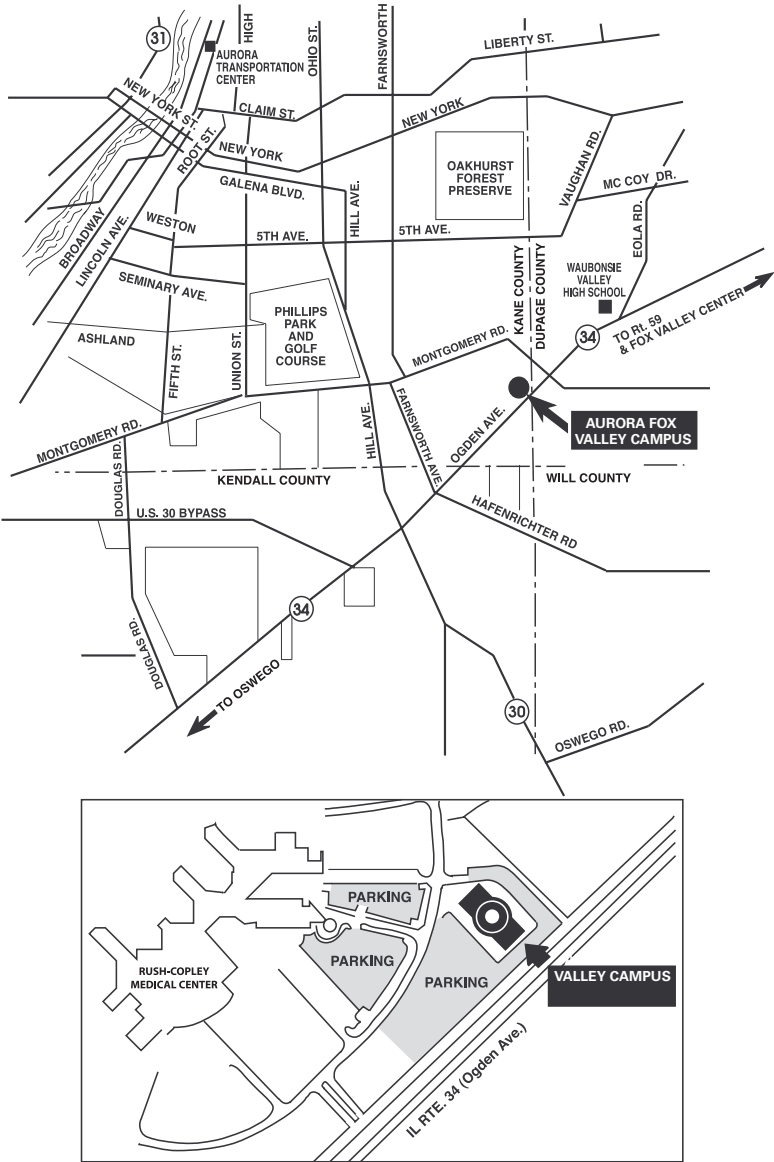 31
HIGH
OHIO ST.
FARNSWORTH
LIBERTY ST.
AURORA
TRANSPORTATION
CENTER
NEW YORK ST.
CLAIM ST.
NEW YORK
ROOT ST.
NEW YORK
OAKHURST
FOREST
PRESERVE
VAUGHAN RD.
MC COY DR.
GALENA BLVD.
HILL AVE.
EOLA RD.
WESTON
5TH AVE.
5TH AVE.
BROADWAY
LINCOLN AVE.
SEMINARY AVE.
KANE COUNTY
DUPAGE COUNTY
WAUBONSIE
VALLEY
HIGH SCHOOL
PHILLIPS
PARK
AND
GOLF
COURSE
34
TO Rt. 59
& FOX VALLEY CENTER
ASHLAND
FIFTH ST.
UNION ST.
MONTGOMERY RD.
AURORA FOX
VALLEY CAMPUS
MONTGOMERY RD.
DOUGLAS RD.
HILL AVE.
FARNSWORTH AVE.
OGDEN AVE.
KENDALL COUNTY
WILL COUNTY
U.S. 30 BYPASS
HAFENRICHTER RD
34
DOUGLAS RD.
TO OSWEGO
30
OSWEGO RD.
PARKING
PARKING
PARKING
RUSH-COPLEY
MEDICAL CENTER
VALLEY CAMPUS
IL RTE. 34 (Ogden Ave.)